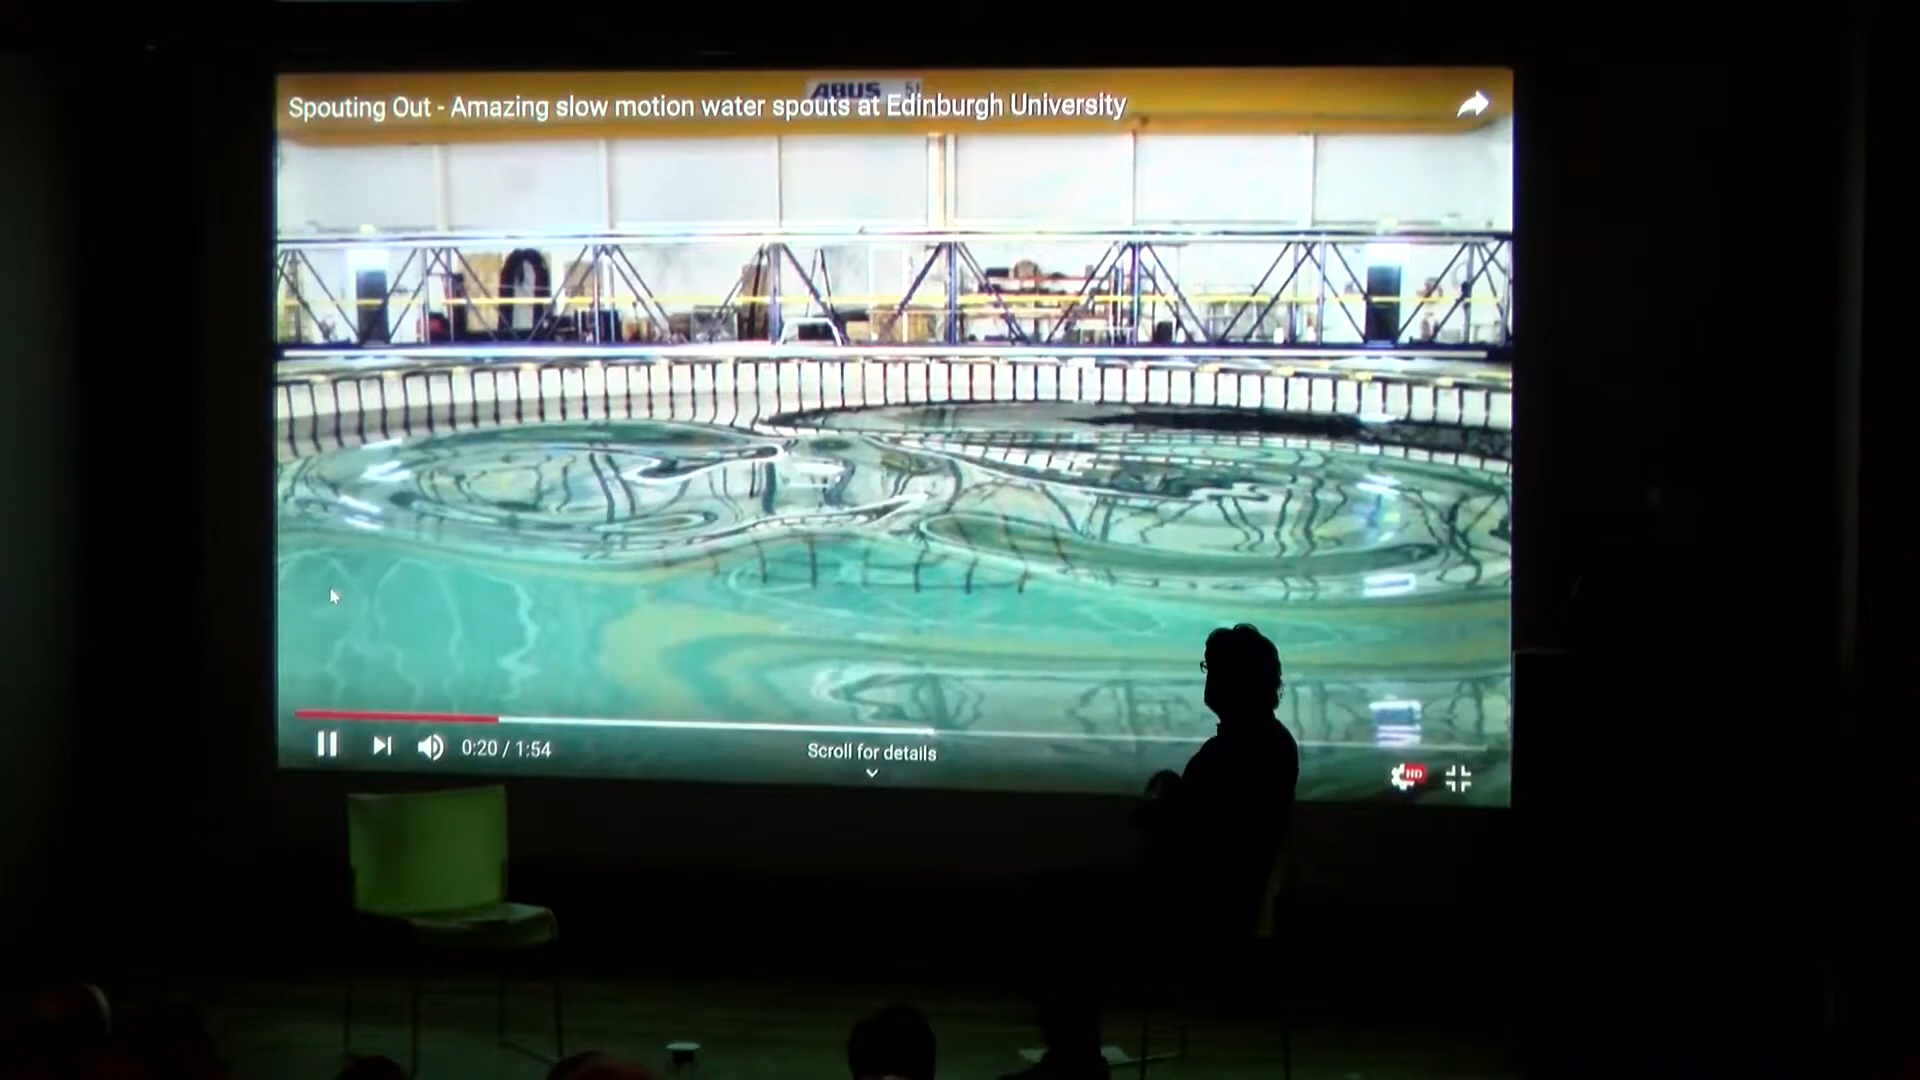 ABUS 5t
Spouting Out - Amazing slow motion water spouts at Edinburgh University
0:20 / 1:54
Scroll for details
HD